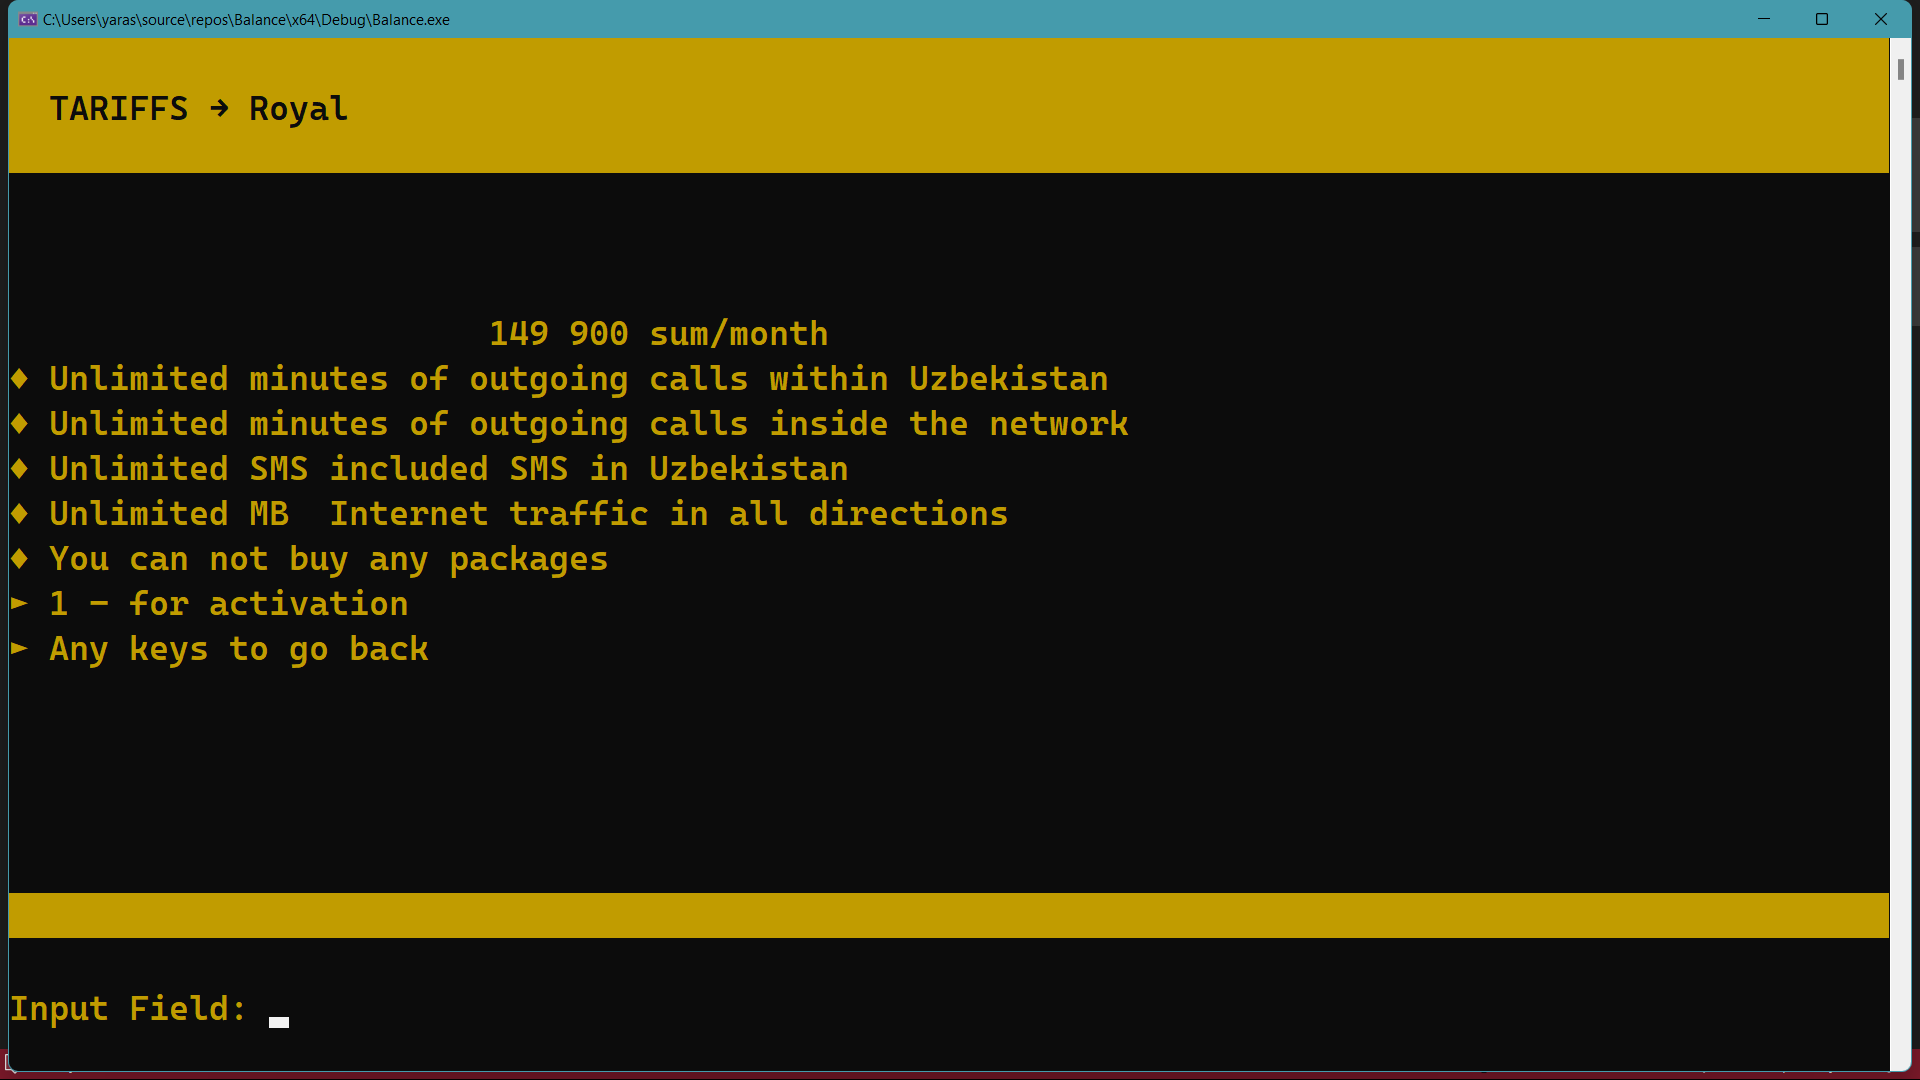 C:\Users\yaras\source\repos\Balance\x64\Debug\Balance.exe
TARIFFS → Royal
149 900 sum/month
♦ Unlimited minutes of outgoing calls within Uzbekistan
♦ Unlimited minutes of outgoing calls inside the network
♦ Unlimited SMS included SMS in Uzbekistan
♦ Unlimited MB  Internet traffic in all directions
♦ You can not buy any packages
► 1 - for activation
► Any keys to go back
Input Field: